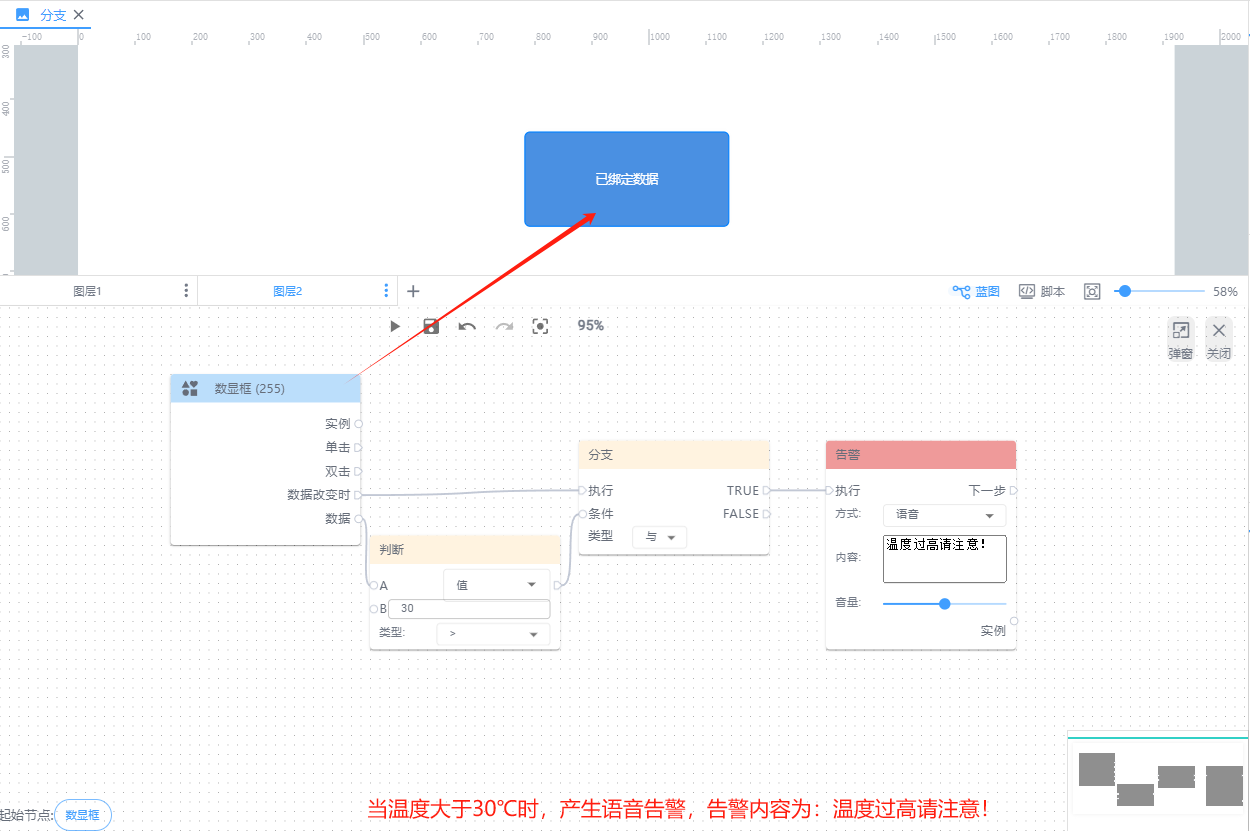 分支
-100 0 100 200 300 400 500 600 700 800 900 1000 1100 1200 1300 1400 1500 1600 1700 1800 1900 2000
300
400
500
600
已绑定数据
图层1 图层2 + 蓝图 脚本 58%
95%
弹窗 关闭
数显框 (255)
实例
单击
双击
数据改变时
数据
判断
A 值
B 30
类型: >
分支
执行 TRUE
条件 FALSE
类型 与
告警
执行 下一步
方式: 语音
内容: 温度过高请注意!
音量:
实例
起始节点: 数显框
当温度大于30℃时，产生语音告警，告警内容为：温度过高请注意！